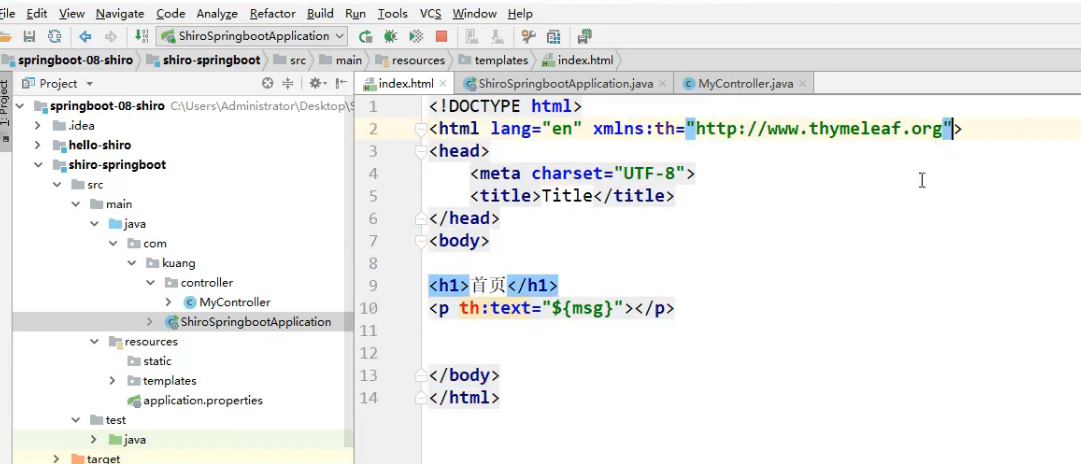 File Edit View Navigate Code Analyze Refactor Build Run Tools VCS Window Help
ShiroSpringbootApplication
springboot-08-shiro shiro-springboot src main resources templates index.html
Project
index.html ShiroSpringbootApplication.java MyController.java
1: Project
springboot-08-shiro C:\Users\Administrator\Desktop\S
.idea
hello-shiro
shiro-springboot
src
main
java
com
kuang
controller
MyController
ShiroSpringbootApplication
resources
static
templates
application.properties
test
java
target
1 <!DOCTYPE html>
2 <html lang="en" xmlns:th="http://www.thymeleaf.org">
3 <head>
4 <meta charset="UTF-8">
5 <title>Title</title>
6 </head>
7 <body>
8
9 <h1>首页</h1>
10 <p th:text="${msg}"></p>
11
12
13 </body>
14 </html>